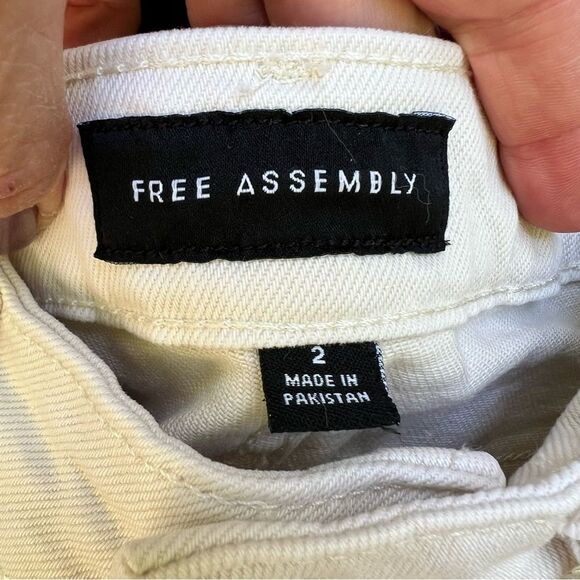 FREE ASSEMBLY
2
MADE IN
PAKISTAN